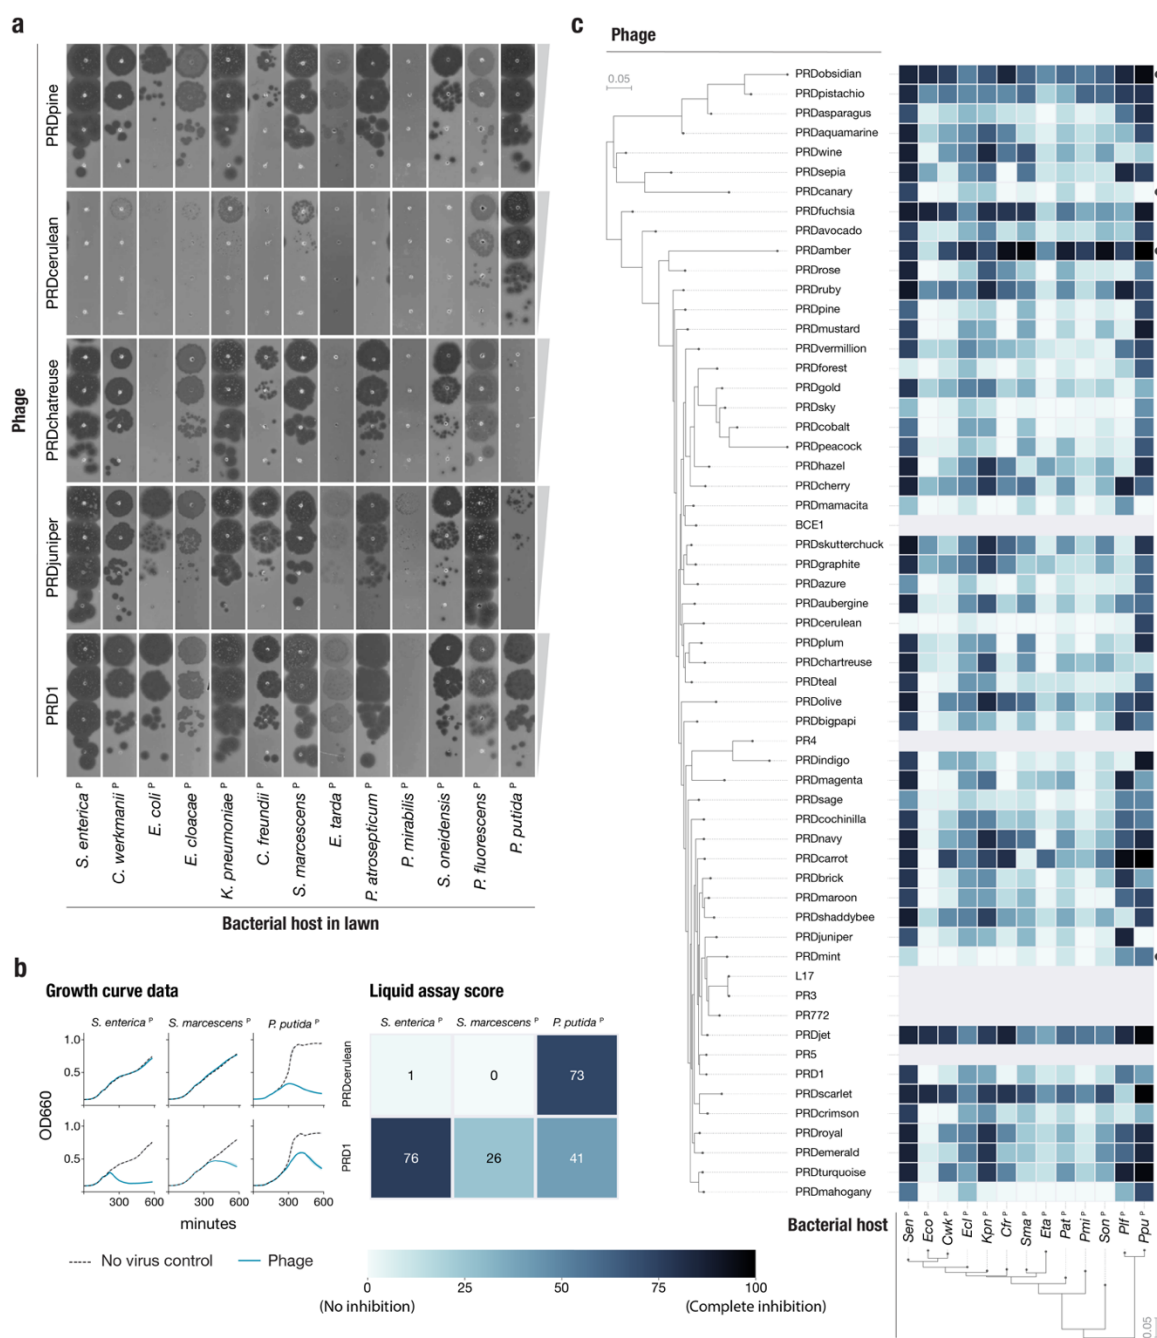 a
Phage
PRDpine
PRDcerulean
PRDchatreuse
PRDjuniper
PRD1
S. enterica P
C. werkmanii P
E. coli P
E. cloacae P
K. pneumoniae P
C. freundii P
S. marcescens P
E. tarda P
P. atrosepticum P
P. mirabilis P
S. oneidensis P
P. fluorescens P
P. putida P
Bacterial host in lawn
b
Growth curve data
S. enterica P
S. marcescens P
P. putida P
1.0
0.5
1.0
0.5
OD660
300 600
300 600
300 600
minutes
No virus control
Phage
Liquid assay score
S. enterica P
S. marcescens P
P. putida P
PRDcerulean
1 0 73
PRD1
76 26 41
0 25 50 75 100
(No inhibition)
(Complete inhibition)
c
Phage
0.05
PRDobsidian
PRDpistachio
PRDasparagus
PRDaquamarine
PRDwine
PRDsepia
PRDcanary
PRDfuchsia
PRDavocado
PRDamber
PRDrose
PRDruby
PRDpine
PRDmustard
PRDvermillion
PRDforest
PRDgold
PRDsky
PRDcobalt
PRDpeacock
PRDhazel
PRDcherry
PRDmamacita
BCE1
PRDskutterchuck
PRDgraphite
PRDazure
PRDaubergine
PRDcerulean
PRDplum
PRDchartreuse
PRDteal
PRDolive
PRDbigpapi
PR4
PRDindigo
PRDmagenta
PRDsage
PRDcochinilla
PRDnavy
PRDcarrot
PRDbrick
PRDmaroon
PRDshaddybee
PRDjuniper
PRDmint
L17
PR3
PR772
PRDjet
PR5
PRD1
PRDscarlet
PRDcrimson
PRDroyal
PRDemerald
PRDturquoise
PRDmahogany
Bacterial host
Sen P
Eco P
Cwk P
Ecl P
Kpn P
Cfr P
Sma P
Eta P
Pat P
Pmi P
Son P
Plf P
Ppu P
0.05